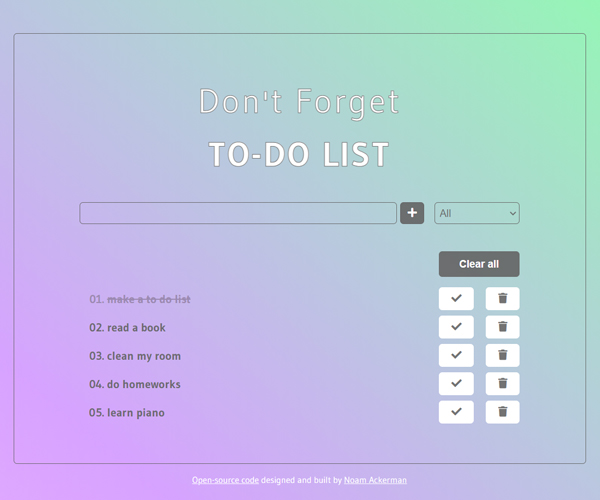 Don't Forget
TO-DO LIST
All
Clear all
01. make a to do list
02. read a book
03. clean my room
04. do homeworks
05. learn piano
Open-source code designed and built by Noam Ackerman